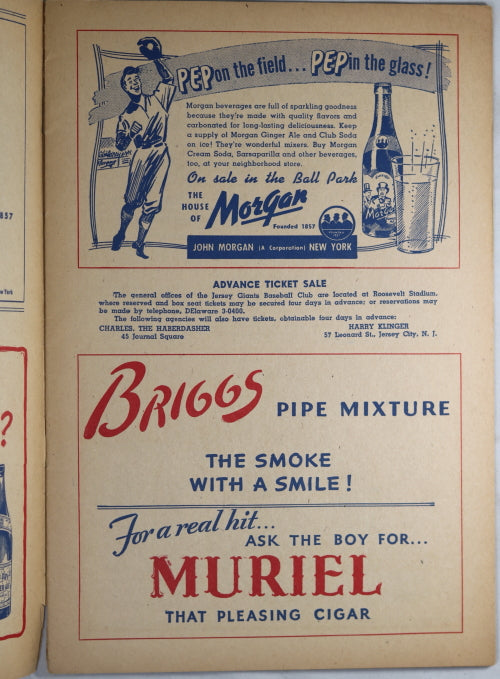 PEP on the field... PEP in the glass!
Morgan beverages are full of sparkling goodness
because they're made with quality flavors and
carbonated for long-lasting deliciousness. Keep
a supply of Morgan Ginger Ale and Club Soda
on ice! They're wonderful mixers. Buy Morgan
Cream Soda, Sarsaparilla and other beverages,
too, at your neighborhood store.
On sale in the Ball Park
THE
HOUSE
OF
Morgan
Founded 1857
JOHN MORGAN (A Corporation) NEW YORK
Morgan
ADVANCE TICKET SALE
The general offices of the Jersey Giants Baseball Club are located at Roosevelt Stadium,
where reserved and box seat tickets may be secured four days in advance; or reservations may
be made by telephone, DElaware 3-0400.
The following agencies will also have tickets, obtainable four days in advance:
CHARLES, THE HABERDASHER
45 Journal Square
HARRY KLINGER
57 Leonard St., Jersey City, N. J.
BRIGGS PIPE MIXTURE
THE SMOKE
WITH A SMILE!
For a real hit...
ASK THE BOY FOR...
MURIEL
THAT PLEASING CIGAR
857
?